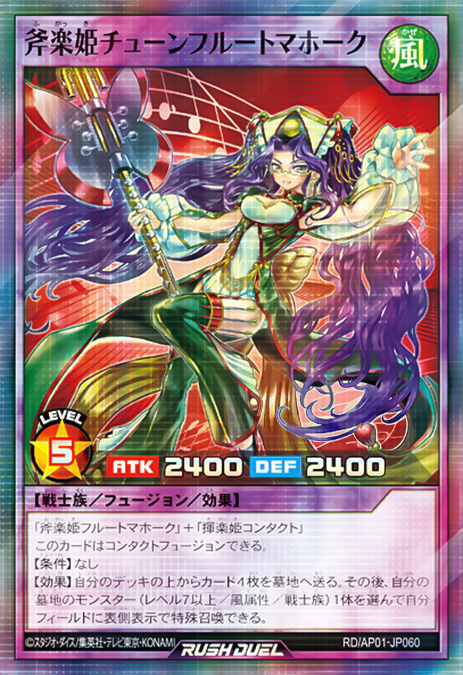 ふがっき
斧楽姫チューンフルートマホーク
かぜ
風
LEVEL
5
ATK 2400 DEF 2400
【戦士族／フュージョン／効果】
「斧楽姫フルートマホーク」+「揮楽姫コンタクト」
このカードはコンタクトフュージョンできる。
【条件】なし
【効果】自分のデッキの上からカード4枚を墓地へ送る。その後、自分の
墓地のモンスター(レベル7以上／風属性／戦士族)1体を選んで自分
フィールドに表側表示で特殊召喚できる。
©スタジオ・ダイス/集英社・テレビ東京・KONAMI
RUSH DUEL
RD/AP01-JP060